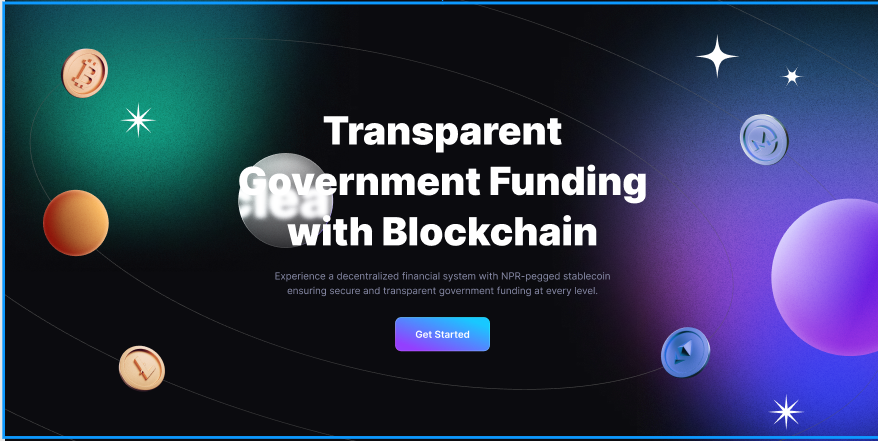 Transparent
Government Funding
clea
with Blockchain
Experience a decentralized financial system with NPR-pegged stablecoin
ensuring secure and transparent government funding at every level.
Get Started